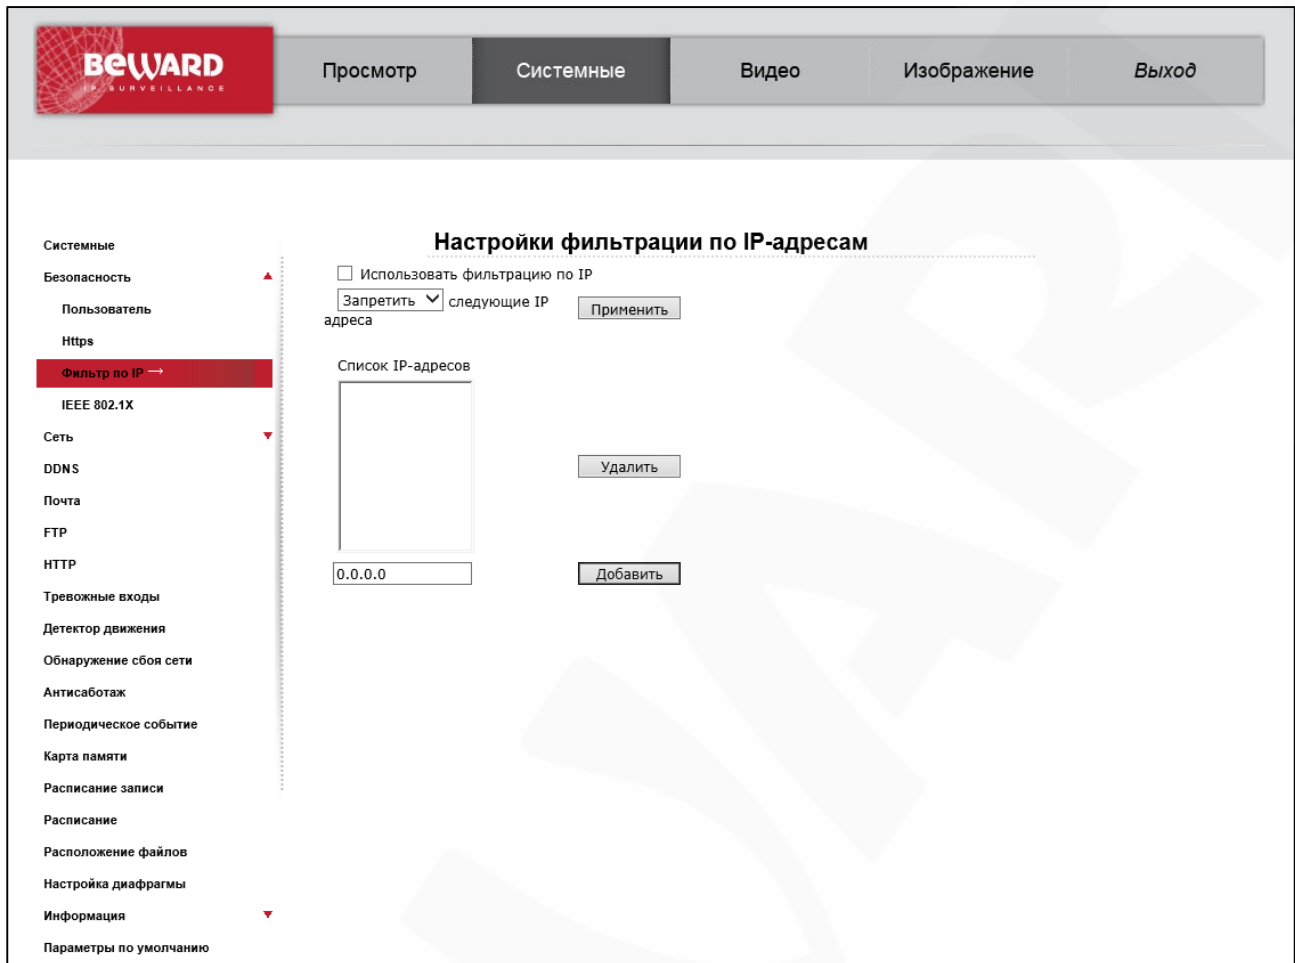 BEWARD
IP SURVEILLANCE
Просмотр
Системные
Видео
Изображение
Выход
Системные
Безопасность
Пользователь
Https
Фильтр по IP →
IEEE 802.1X
Сеть
DDNS
Почта
FTP
HTTP
Тревожные входы
Детектор движения
Обнаружение сбоя сети
Антисаботаж
Периодическое событие
Карта памяти
Расписание записи
Расписание
Расположение файлов
Настройка диафрагмы
Информация
Параметры по умолчанию
Настройки фильтрации по IP-адресам
Использовать фильтрацию по IP
Запретить следующие IP
адреса
Применить
Список IP-адресов
Удалить
0.0.0.0
Добавить